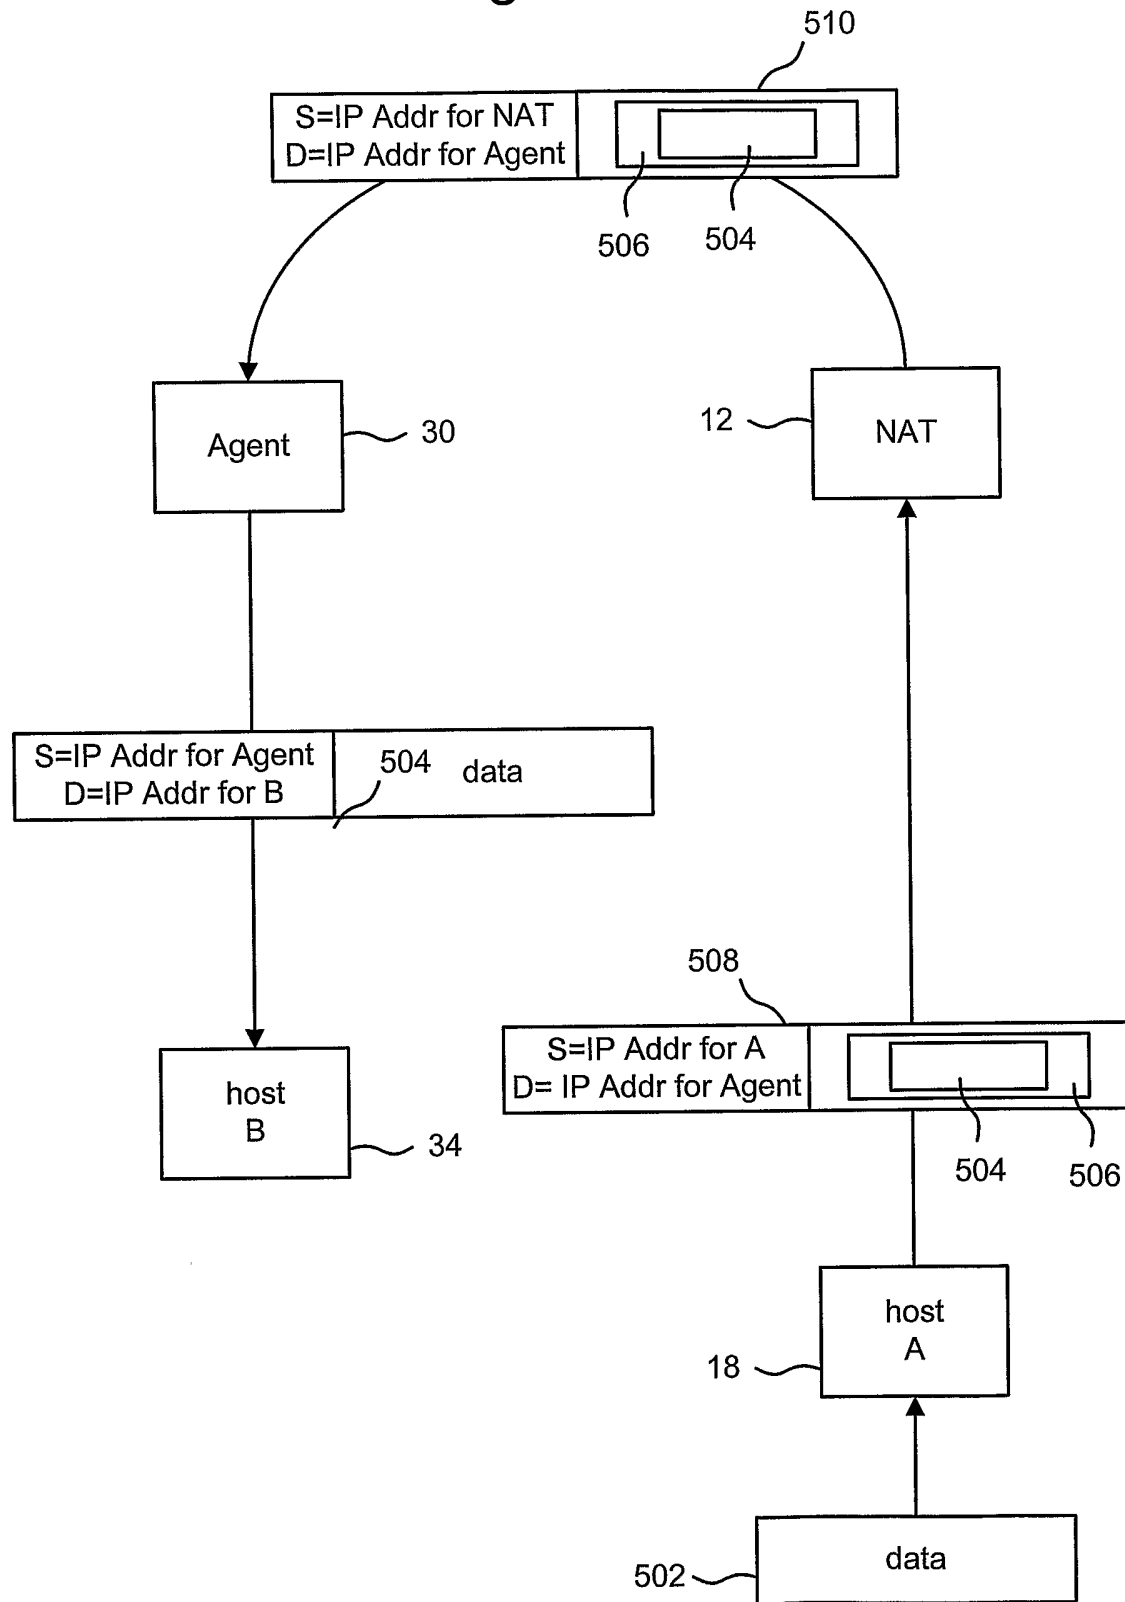 510
S=IP Addr for NAT
D=IP Addr for Agent
506
504
Agent
30
12
NAT
S=IP Addr for Agent
D=IP Addr for B
504
data
508
S=IP Addr for A
D= IP Addr for Agent
504
506
host
B
34
host
A
18
data
502